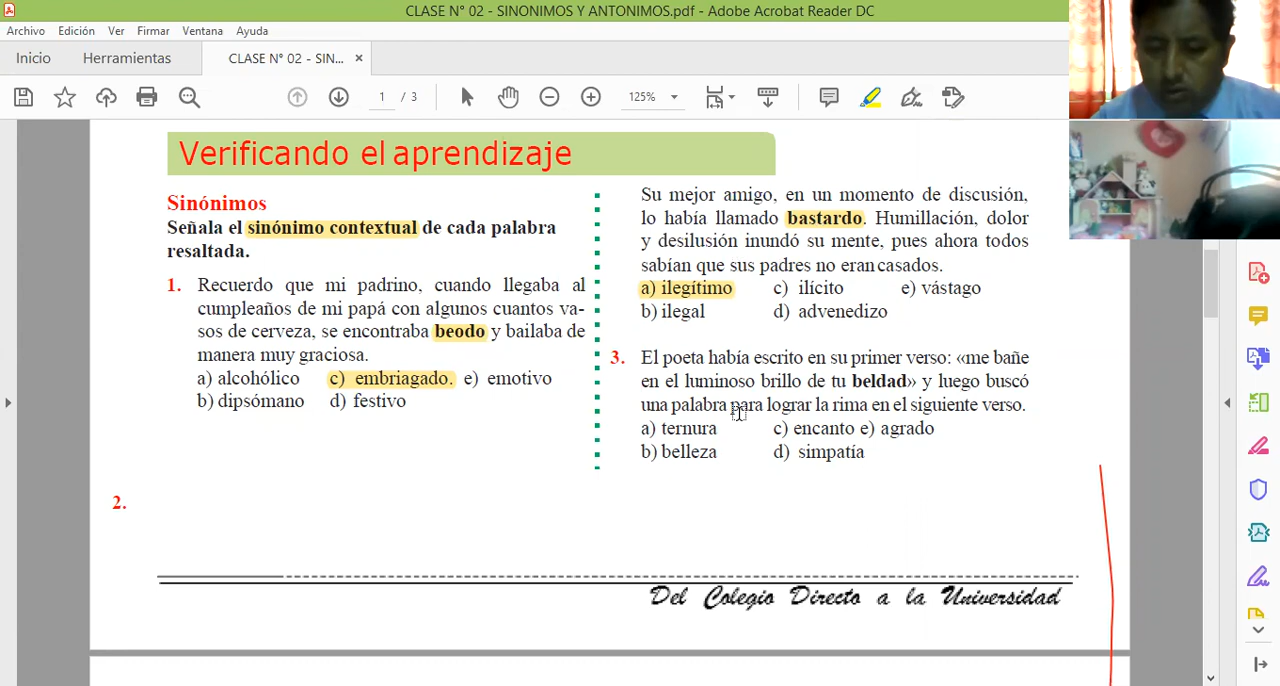 CLASE N° 02 - SINONIMOS Y ANTONIMOS.pdf - Adobe Acrobat Reader DC
Archivo Edición Ver Firmar Ventana Ayuda
Inicio Herramientas CLASE N° 02 - SIN... ×
1 / 3 125%
Verificando el aprendizaje
Sinónimos
Señala el sinónimo contextual de cada palabra
resaltada.
1. Recuerdo que mi padrino, cuando llegaba al
cumpleaños de mi papá con algunos cuantos va-
sos de cerveza, se encontraba beodo y bailaba de
manera muy graciosa.
a) alcohólico c) embriagado. e) emotivo
b) dipsómano d) festivo
2.
Su mejor amigo, en un momento de discusión,
lo había llamado bastardo. Humillación, dolor
y desilusión inundó su mente, pues ahora todos
sabían que sus padres no eran casados.
a) ilegítimo c) ilícito e) vástago
b) ilegal d) advenedizo
3. El poeta había escrito en su primer verso: «me bañe
en el luminoso brillo de tu beldad» y luego buscó
una palabra para lograr la rima en el siguiente verso.
a) ternura c) encanto e) agrado
b) belleza d) simpatía
Del Colegio Directo a la Universidad